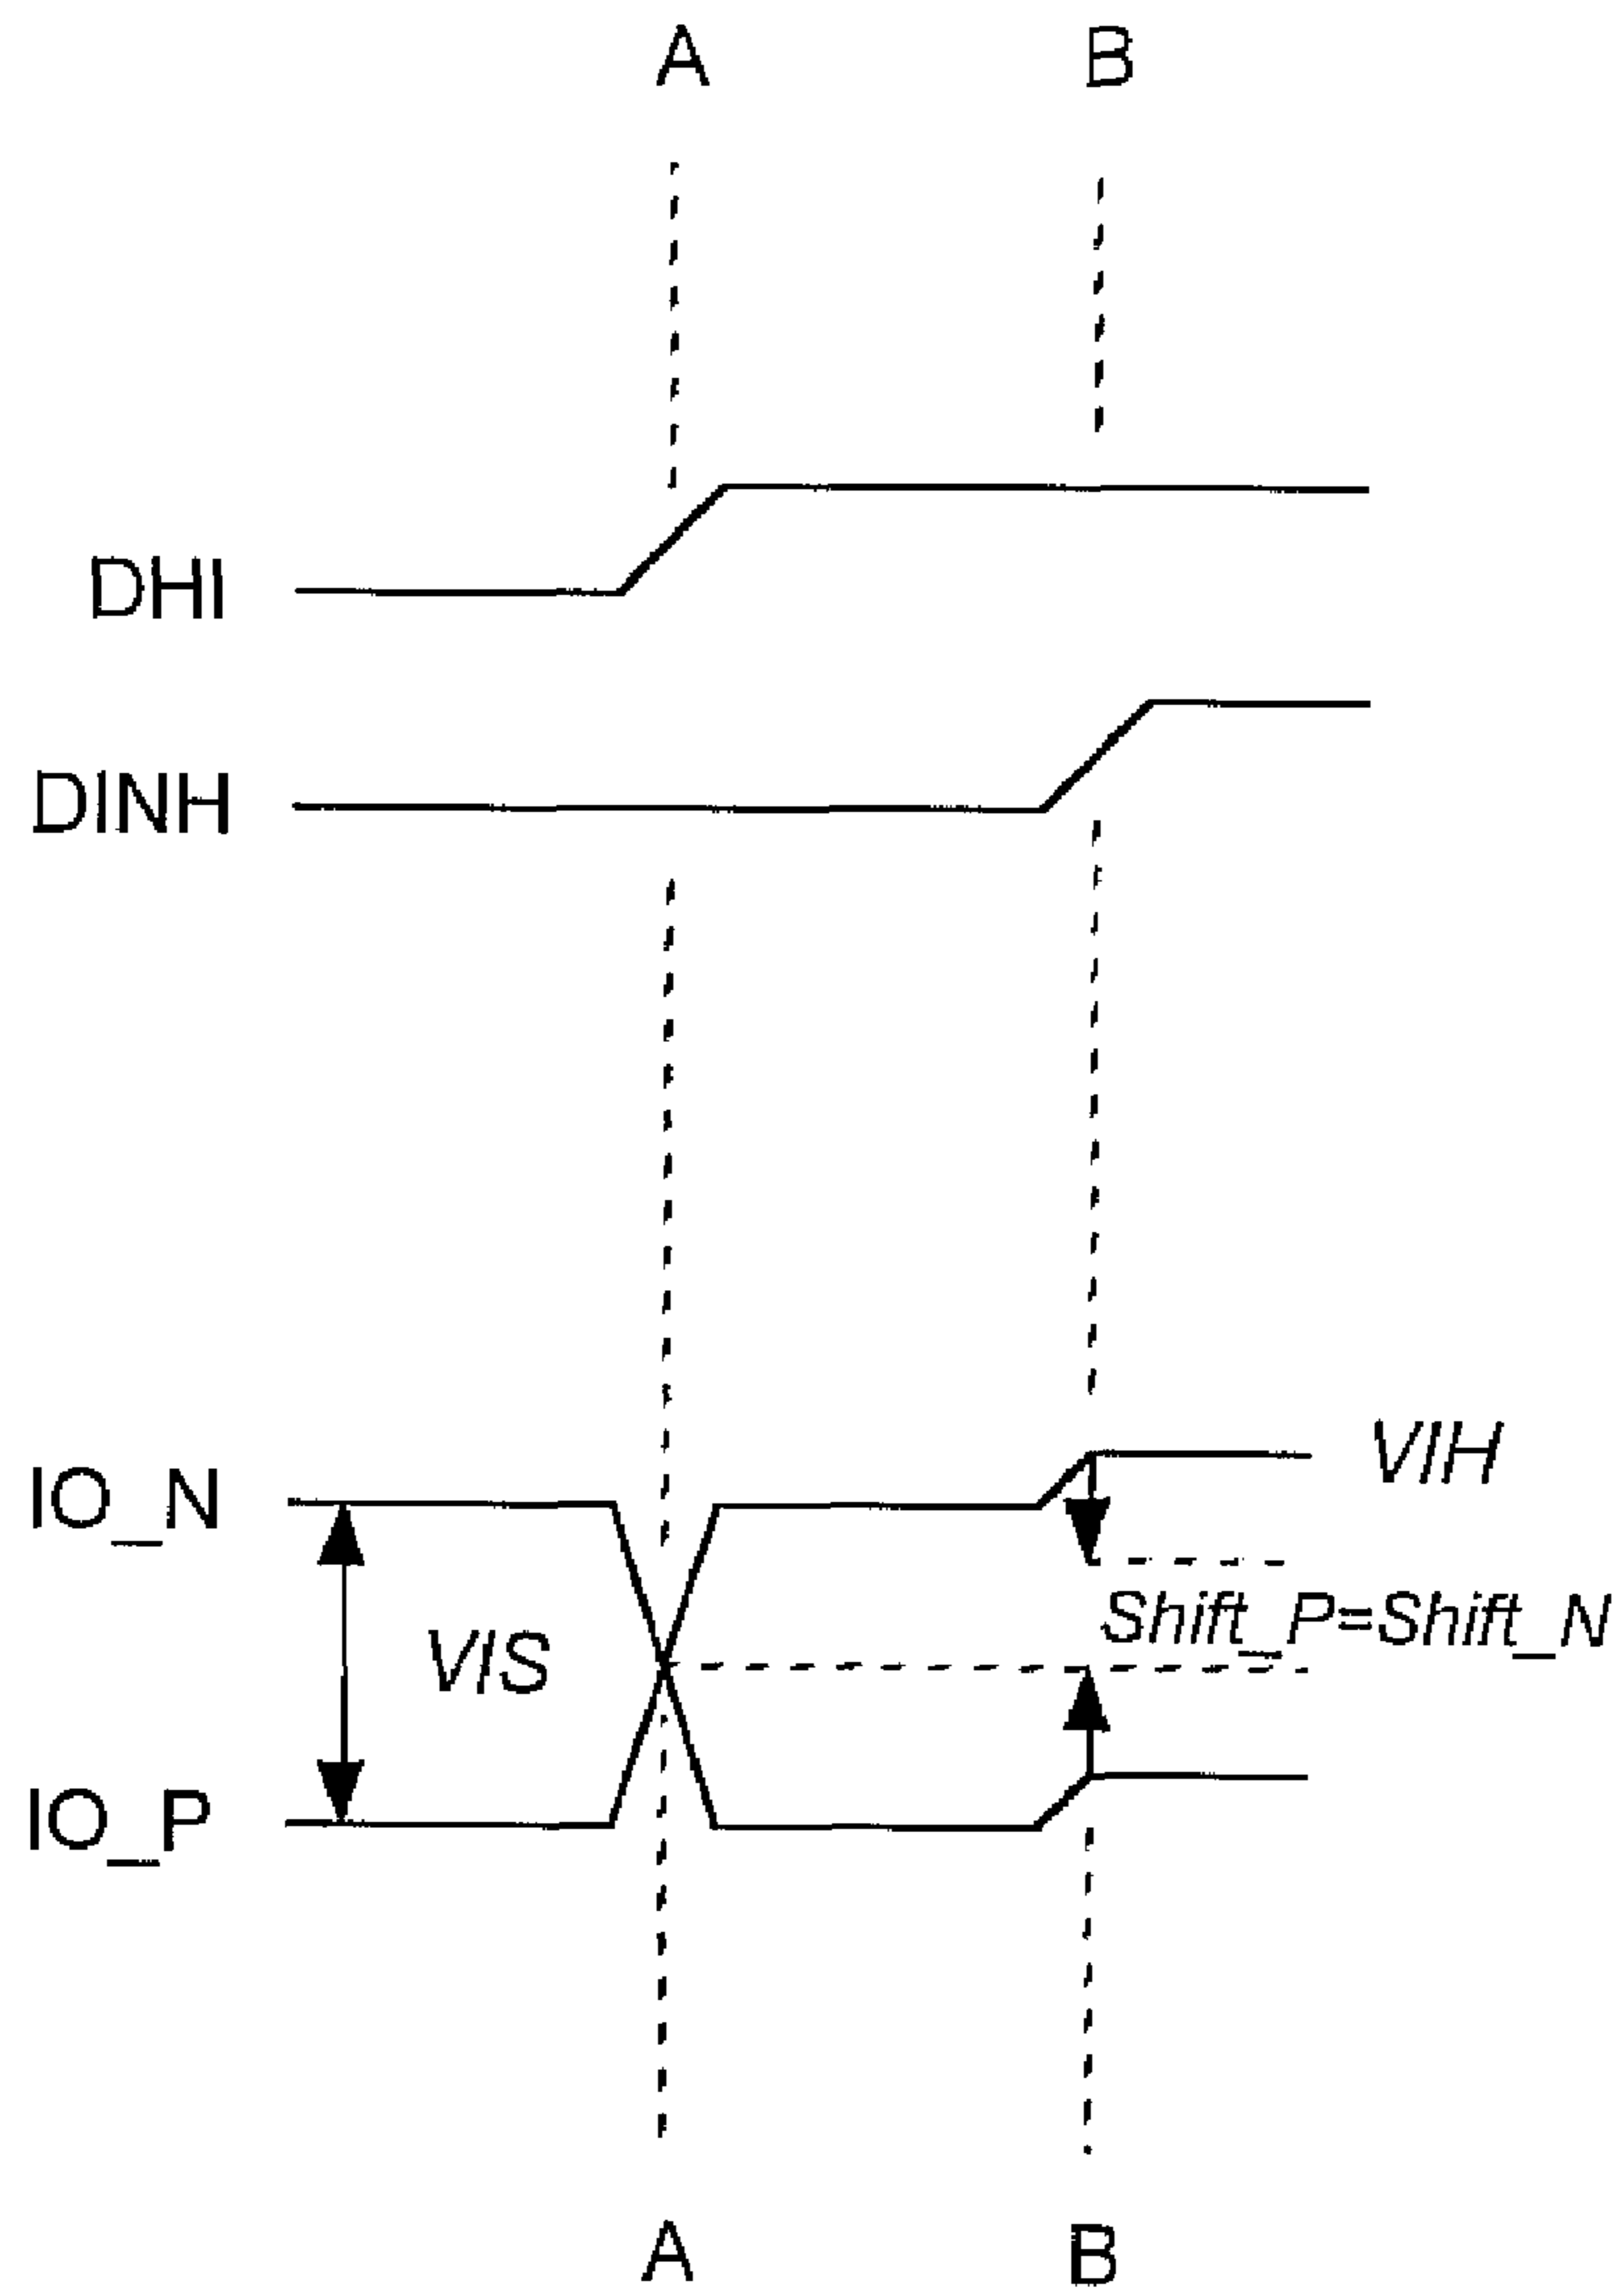 A B
DHI
DINH
IO_N
VIH
Shift_P=Shift_N
VIS
IO_P
A B